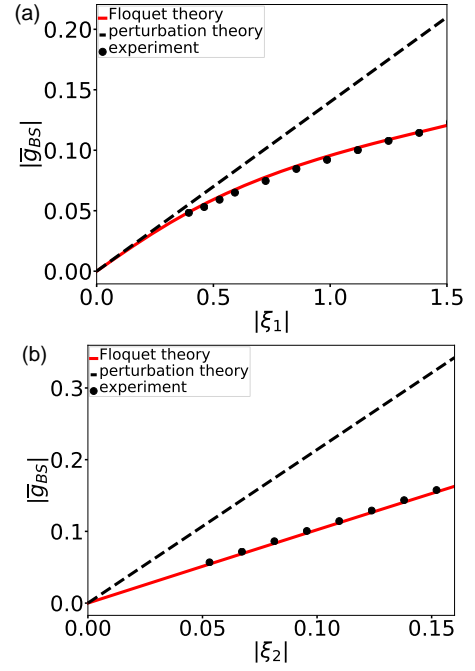 (a)
Floquet theory
perturbation theory
experiment
0.20
0.15
0.10
0.05
0.00
|g̅_BS|
0.0 0.5 1.0 1.5
|ξ₁|
(b)
Floquet theory
perturbation theory
experiment
0.3
0.2
0.1
0.0
|g̅_BS|
0.00 0.05 0.10 0.15
|ξ₂|